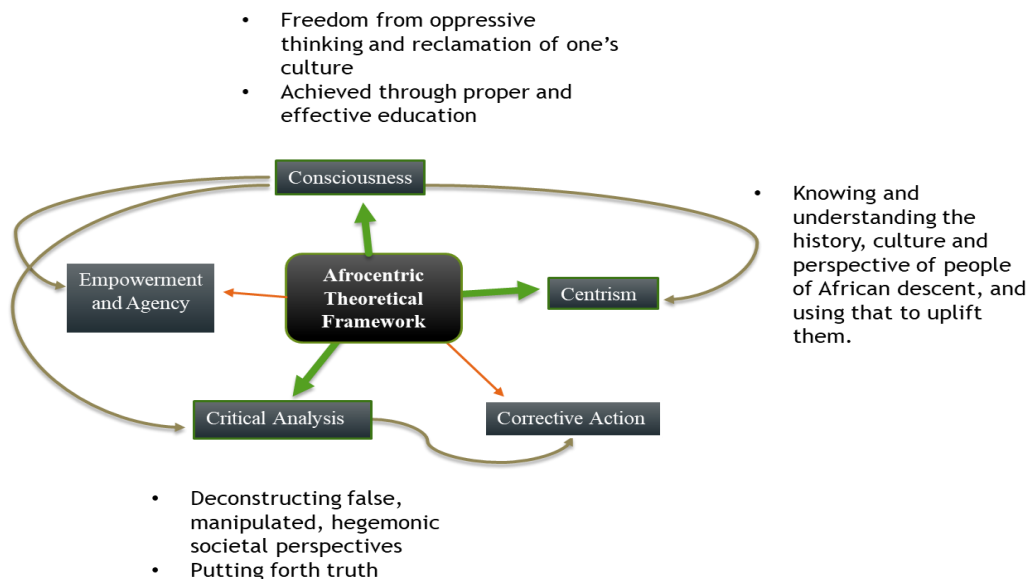 • Freedom from oppressive
thinking and reclamation of one's
culture
• Achieved through proper and
effective education
Consciousness
• Knowing and
understanding the
history, culture and
perspective of people
of African descent, and
using that to uplift
them.
Empowerment
and Agency
Afrocentric
Theoretical
Framework
Centrism
Critical Analysis
Corrective Action
• Deconstructing false,
manipulated, hegemonic
societal perspectives
• Putting forth truth